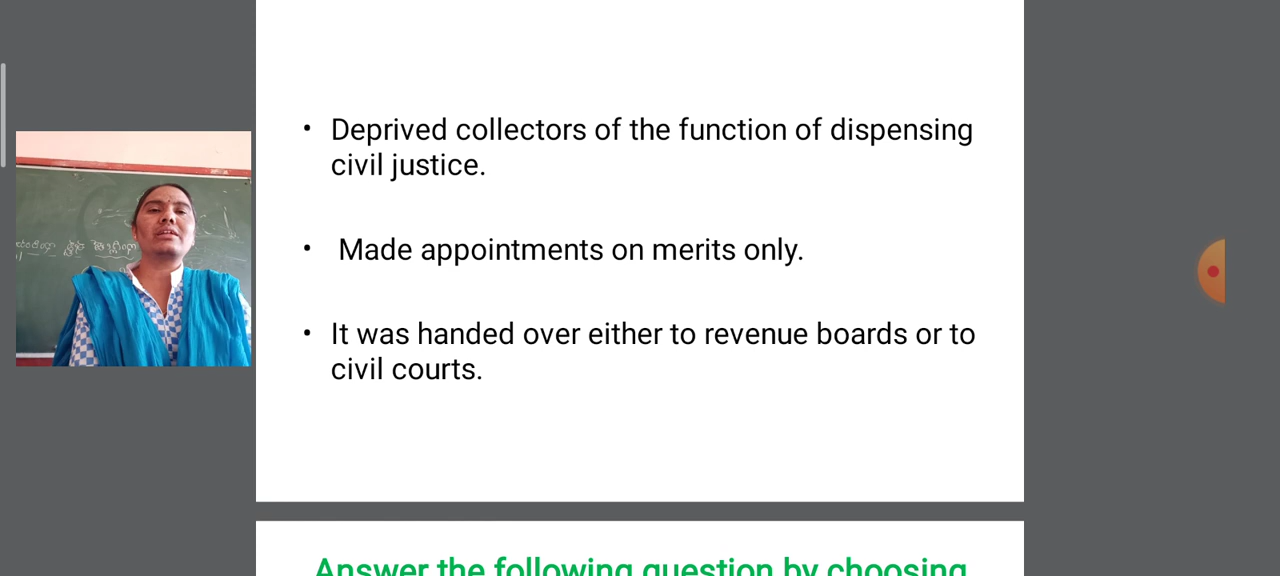 Deprived collectors of the function of dispensing
civil justice.
Made appointments on merits only.
It was handed over either to revenue boards or to
civil courts.
Answer the following question by choosing